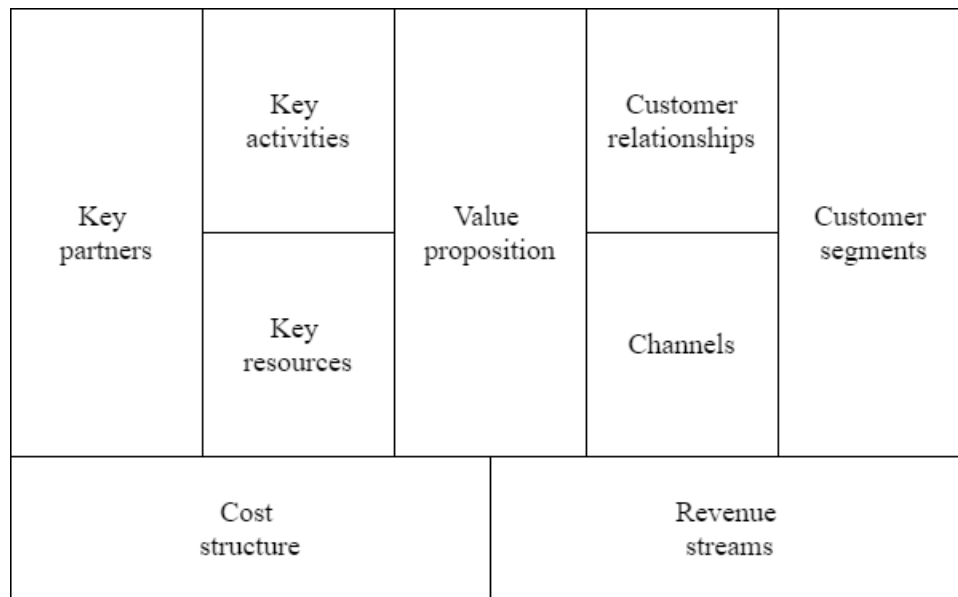 Key
partners
Key
activities
Key
resources
Value
proposition
Customer
relationships
Channels
Customer
segments
Cost
structure
Revenue
streams